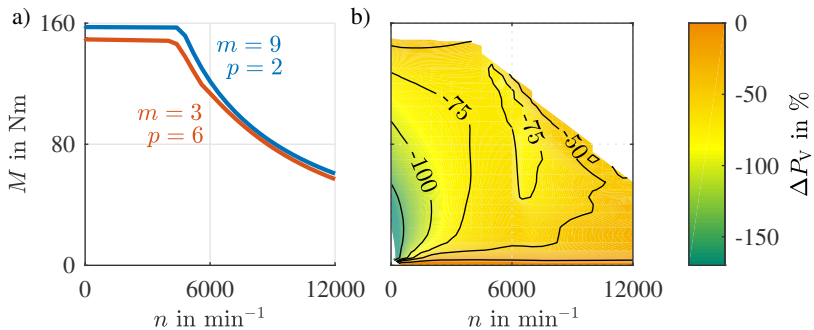 a)
160
80
0
M in Nm
m = 9
p = 2
m = 3
p = 6
0
6000
12000
n in min⁻¹
b)
-75
-100
-75
-50
0
6000
12000
n in min⁻¹
0
-50
-100
-150
ΔP_V in %